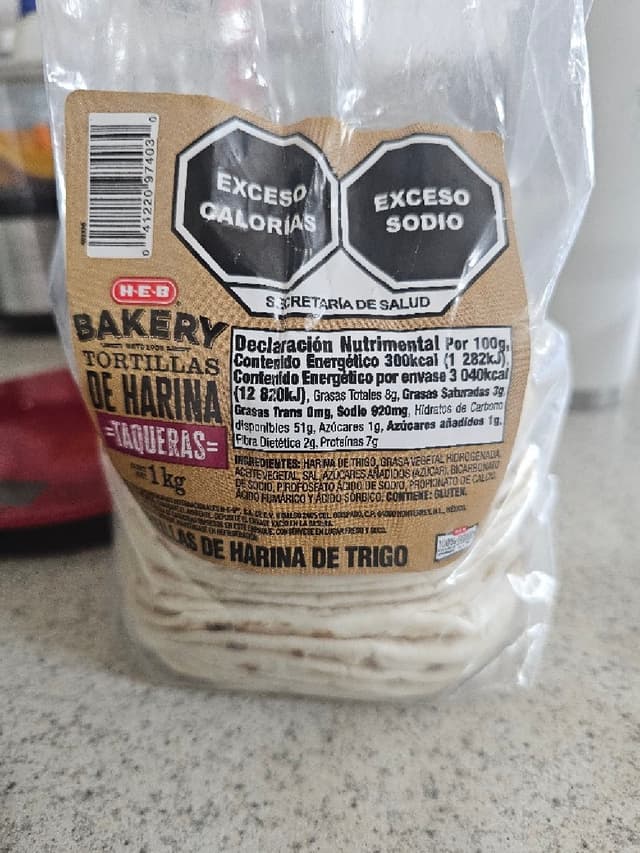 0 41220 97403 0
EXCESO
CALORÍAS
EXCESO
SODIO
SECRETARÍA DE SALUD
H-E-B
BAKERY
TORTILLAS
DE HARINA
TAQUERAS
1kg
Declaración Nutrimental Por 100g,
Contenido Energético 300kcal (1 282kJ),
Contenido Energético por envase 3 040kcal
(12 820kJ), Grasas Totales 8g, Grasas Saturadas 3g,
Grasas Trans 0mg, Sodio 920mg, Hidratos de Carbono
disponibles 51g, Azúcares 1g, Azúcares añadidos 1g,
Fibra Dietética 2g, Proteínas 7g
INGREDIENTES: HARINA DE TRIGO, GRASA VEGETAL HIDROGENADA,
ACEITE VEGETAL, SAL, AZÚCARES AÑADIDOS (AZÚCAR), BICARBONATO
DE SODIO, PIROFOSFATO ÁCIDO DE SODIO, PROPIONATO DE CALCIO,
ÁCIDO FUMÁRICO Y ÁCIDO SÓRBICO. CONTIENE: GLUTEN.
DE HARINA DE TRIGO